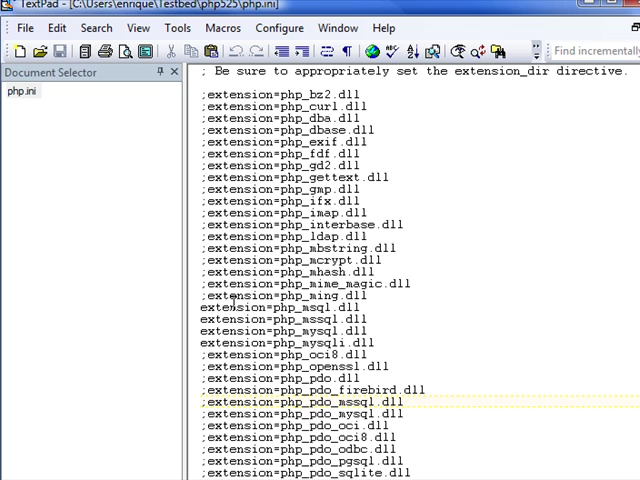 TextPad - [C:\Users\enrique\Testbed\php525\php.ini]
File Edit Search View Tools Macros Configure Window Help
Find incrementally
Document Selector
php.ini
; Be sure to appropriately set the extension_dir directive.
;extension=php_bz2.dll
;extension=php_curl.dll
;extension=php_dba.dll
;extension=php_dbase.dll
;extension=php_exif.dll
;extension=php_fdf.dll
;extension=php_gd2.dll
;extension=php_gettext.dll
;extension=php_gmp.dll
;extension=php_ifx.dll
;extension=php_imap.dll
;extension=php_interbase.dll
;extension=php_ldap.dll
;extension=php_mbstring.dll
;extension=php_mcrypt.dll
;extension=php_mhash.dll
;extension=php_mime_magic.dll
;extension=php_ming.dll
extension=php_msql.dll
extension=php_mssql.dll
extension=php_mysql.dll
extension=php_mysqli.dll
;extension=php_oci8.dll
;extension=php_openssl.dll
;extension=php_pdo.dll
;extension=php_pdo_firebird.dll
;extension=php_pdo_mssql.dll
;extension=php_pdo_mysql.dll
;extension=php_pdo_oci.dll
;extension=php_pdo_oci8.dll
;extension=php_pdo_odbc.dll
;extension=php_pdo_pgsql.dll
;extension=php_pdo_sqlite.dll